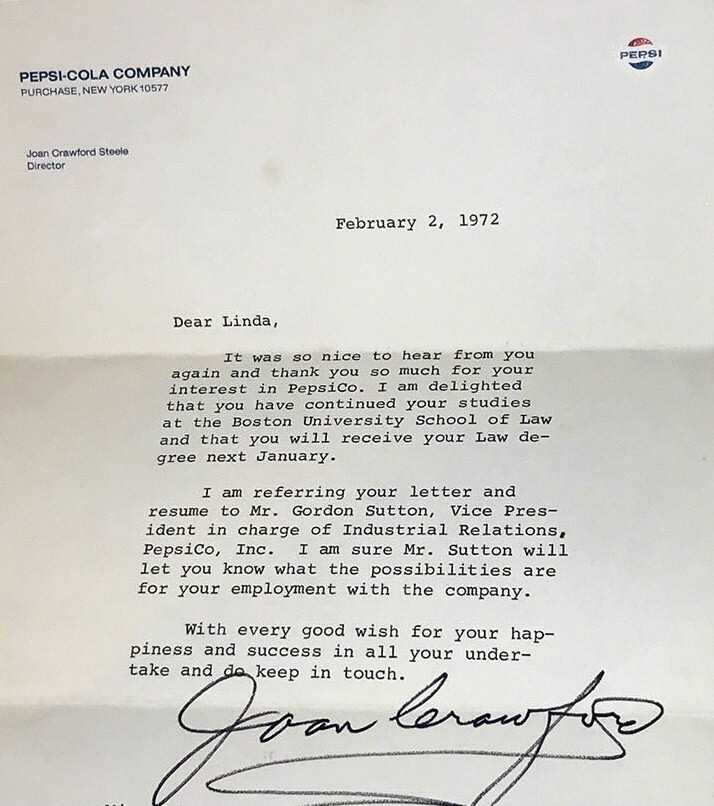 PEPSI-COLA COMPANY
PURCHASE, NEW YORK 10577
PEPSI
Joan Crawford Steele
Director
February 2, 1972
Dear Linda,
It was so nice to hear from you
again and thank you so much for your
interest in PepsiCo. I am delighted
that you have continued your studies
at the Boston University School of Law
and that you will receive your Law de-
gree next January.
I am referring your letter and
resume to Mr. Gordon Sutton, Vice Pres-
ident in charge of Industrial Relations,
PepsiCo, Inc. I am sure Mr. Sutton will
let you know what the possibilities are
for your employment with the company.
With every good wish for your hap-
piness and success in all your under-
take and do keep in touch.
Joan Crawford